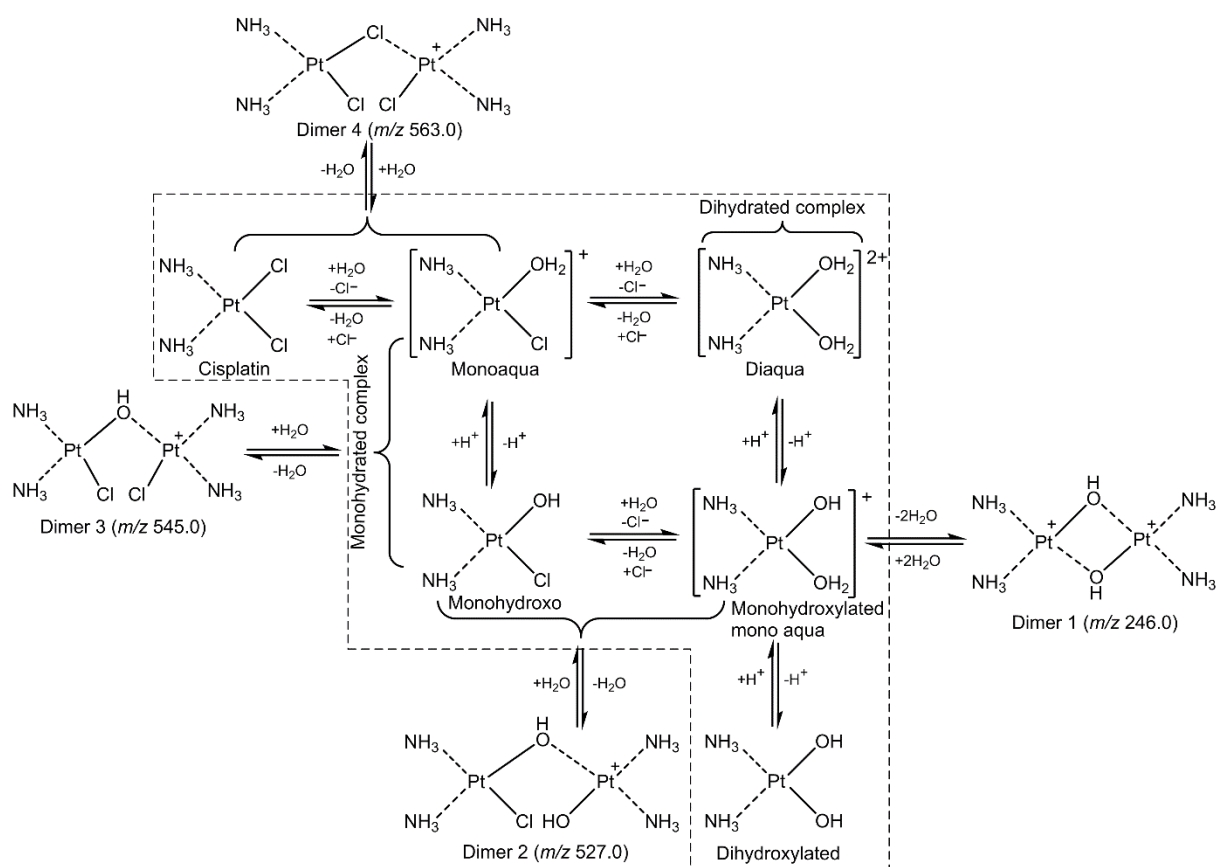 NH₃ Cl NH₃
Pt Pt⁺
NH₃ Cl Cl NH₃
Dimer 4 (m/z 563.0)
-H₂O +H₂O
Dihydrated complex
NH₃ Cl
Pt
NH₃ Cl
Cisplatin
+H₂O
-Cl⁻
-H₂O
+Cl⁻
NH₃ OH₂ +
Pt
NH₃ Cl
Monoaqua
+H₂O
-Cl⁻
-H₂O
+Cl⁻
NH₃ OH₂ 2+
Pt
NH₃ OH₂
Diaqua
Monohydrated complex
H
NH₃ O NH₃
Pt Pt⁺
NH₃ Cl Cl NH₃
Dimer 3 (m/z 545.0)
+H₂O
-H₂O
+H⁺ -H⁺
+H⁺ -H⁺
NH₃ OH
Pt
NH₃ Cl
Monohydroxo
+H₂O
-Cl⁻
-H₂O
+Cl⁻
NH₃ OH +
Pt
NH₃ OH₂
Monohydroxylated
mono aqua
-2H₂O
+2H₂O
H
NH₃ O NH₃
Pt⁺ Pt⁺
NH₃ O NH₃
H
Dimer 1 (m/z 246.0)
+H₂O -H₂O
+H⁺ -H⁺
H
NH₃ O NH₃
Pt Pt⁺
NH₃ Cl HO NH₃
Dimer 2 (m/z 527.0)
NH₃ OH
Pt
NH₃ OH
Dihydroxylated